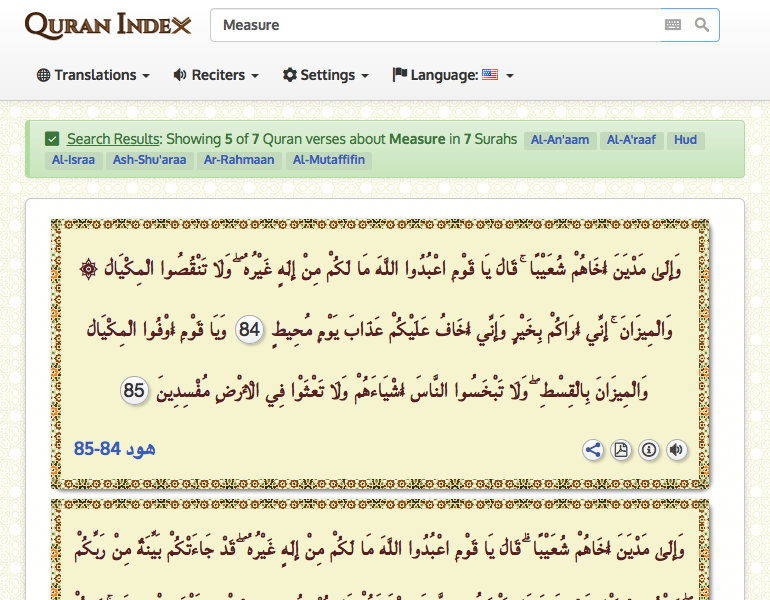 QURAN INDEX
Measure
Translations Reciters Settings Language:
Search Results: Showing 5 of 7 Quran verses about Measure in 7 Surahs Al-An'aam Al-A'raaf Hud
Al-Israa Ash-Shu'araa Ar-Rahmaan Al-Mutaffifin
۞ وَإِلَىٰ مَدْيَنَ أَخَاهُمْ شُعَيْبًا ۚ قَالَ يَا قَوْمِ اعْبُدُوا اللَّهَ مَا لَكُمْ مِنْ إِلَٰهٍ غَيْرُهُ ۖ وَلَا تَنْقُصُوا الْمِكْيَالَ
وَالْمِيزَانَ ۚ إِنِّي أَرَاكُمْ بِخَيْرٍ وَإِنِّي أَخَافُ عَلَيْكُمْ عَذَابَ يَوْمٍ مُحِيطٍ 84 وَيَا قَوْمِ أَوْفُوا الْمِكْيَالَ
وَالْمِيزَانَ بِالْقِسْطِ ۖ وَلَا تَبْخَسُوا النَّاسَ أَشْيَاءَهُمْ وَلَا تَعْثَوْا فِي الْأَرْضِ مُفْسِدِينَ 85
هود 84-85
وَإِلَىٰ مَدْيَنَ أَخَاهُمْ شُعَيْبًا ۗ قَالَ يَا قَوْمِ اعْبُدُوا اللَّهَ مَا لَكُمْ مِنْ إِلَٰهٍ غَيْرُهُ ۖ قَدْ جَاءَتْكُمْ بَيِّنَةٌ مِنْ رَبِّكُمْ